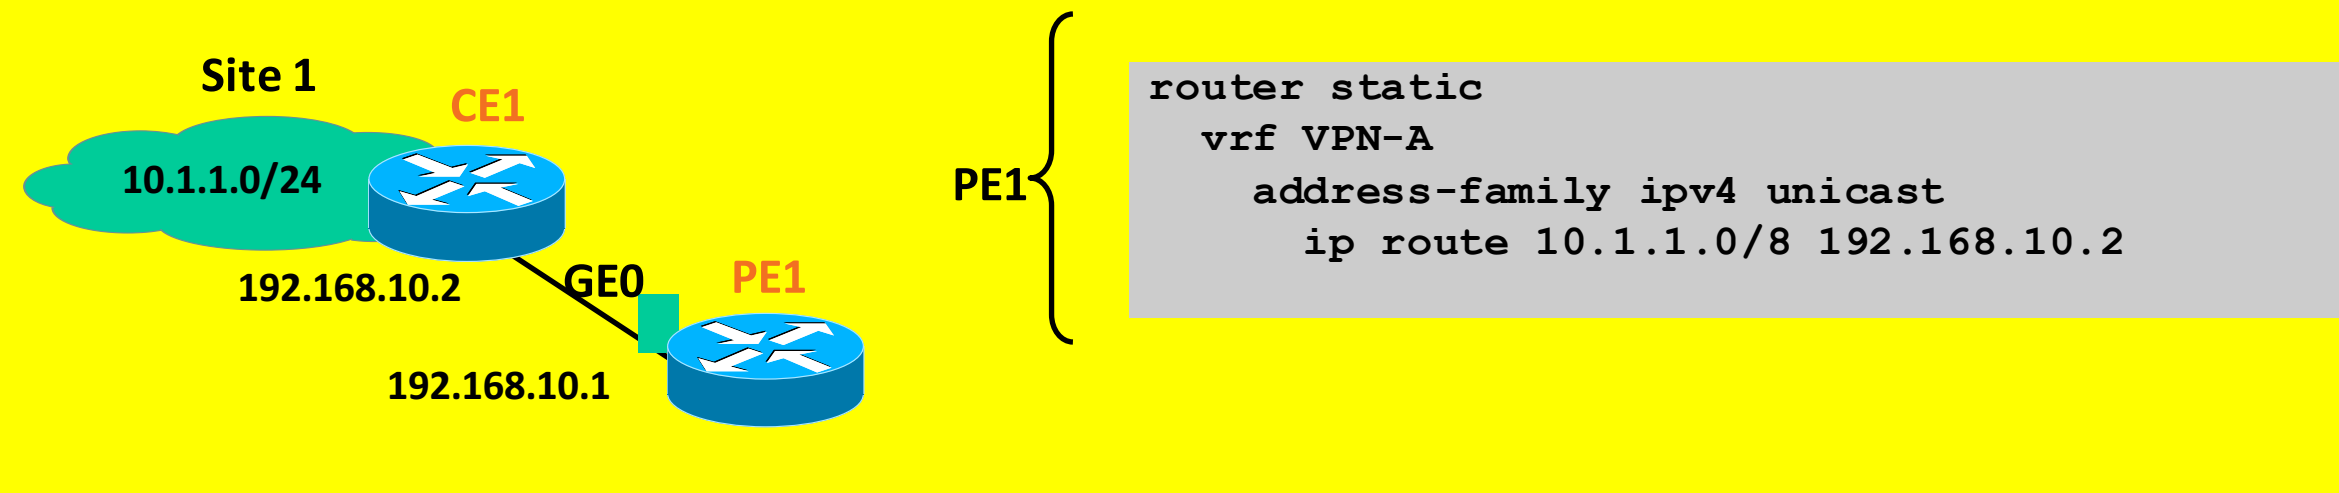 Site 1
CE1
10.1.1.0/24
192.168.10.2
GE0
PE1
192.168.10.1
PE1
router static
vrf VPN-A
address-family ipv4 unicast
ip route 10.1.1.0/8 192.168.10.2